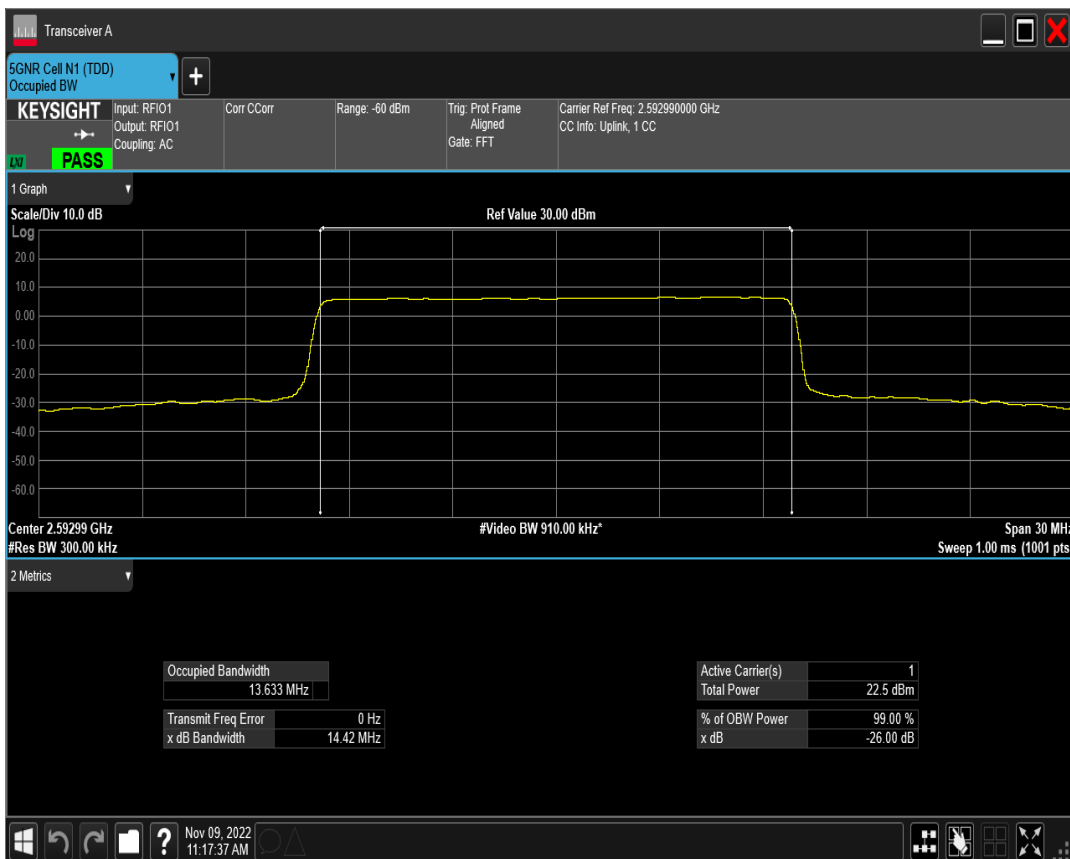 Transceiver A
5GNR Cell N1 (TDD)
Occupied BW
+
KEYSIGHT
LXI
PASS
Input: RFIO1
Output: RFIO1
Coupling: AC
Corr CCorr
Range: -60 dBm
Trig: Prot Frame
Aligned
Gate: FFT
Carrier Ref Freq: 2.592990000 GHz
CC Info: Uplink, 1 CC
1 Graph
Scale/Div 10.0 dB
Ref Value 30.00 dBm
Log
20.0
10.0
0.00
-10.0
-20.0
-30.0
-40.0
-50.0
-60.0
Center 2.59299 GHz
#Video BW 910.00 kHz*
Span 30 MHz
#Res BW 300.00 kHz
Sweep 1.00 ms (1001 pts
2 Metrics
Occupied Bandwidth
13.633 MHz
Transmit Freq Error 0 Hz
x dB Bandwidth 14.42 MHz
Active Carrier(s) 1
Total Power 22.5 dBm
% of OBW Power 99.00 %
x dB -26.00 dB
?
Nov 09, 2022
11:17:37 AM